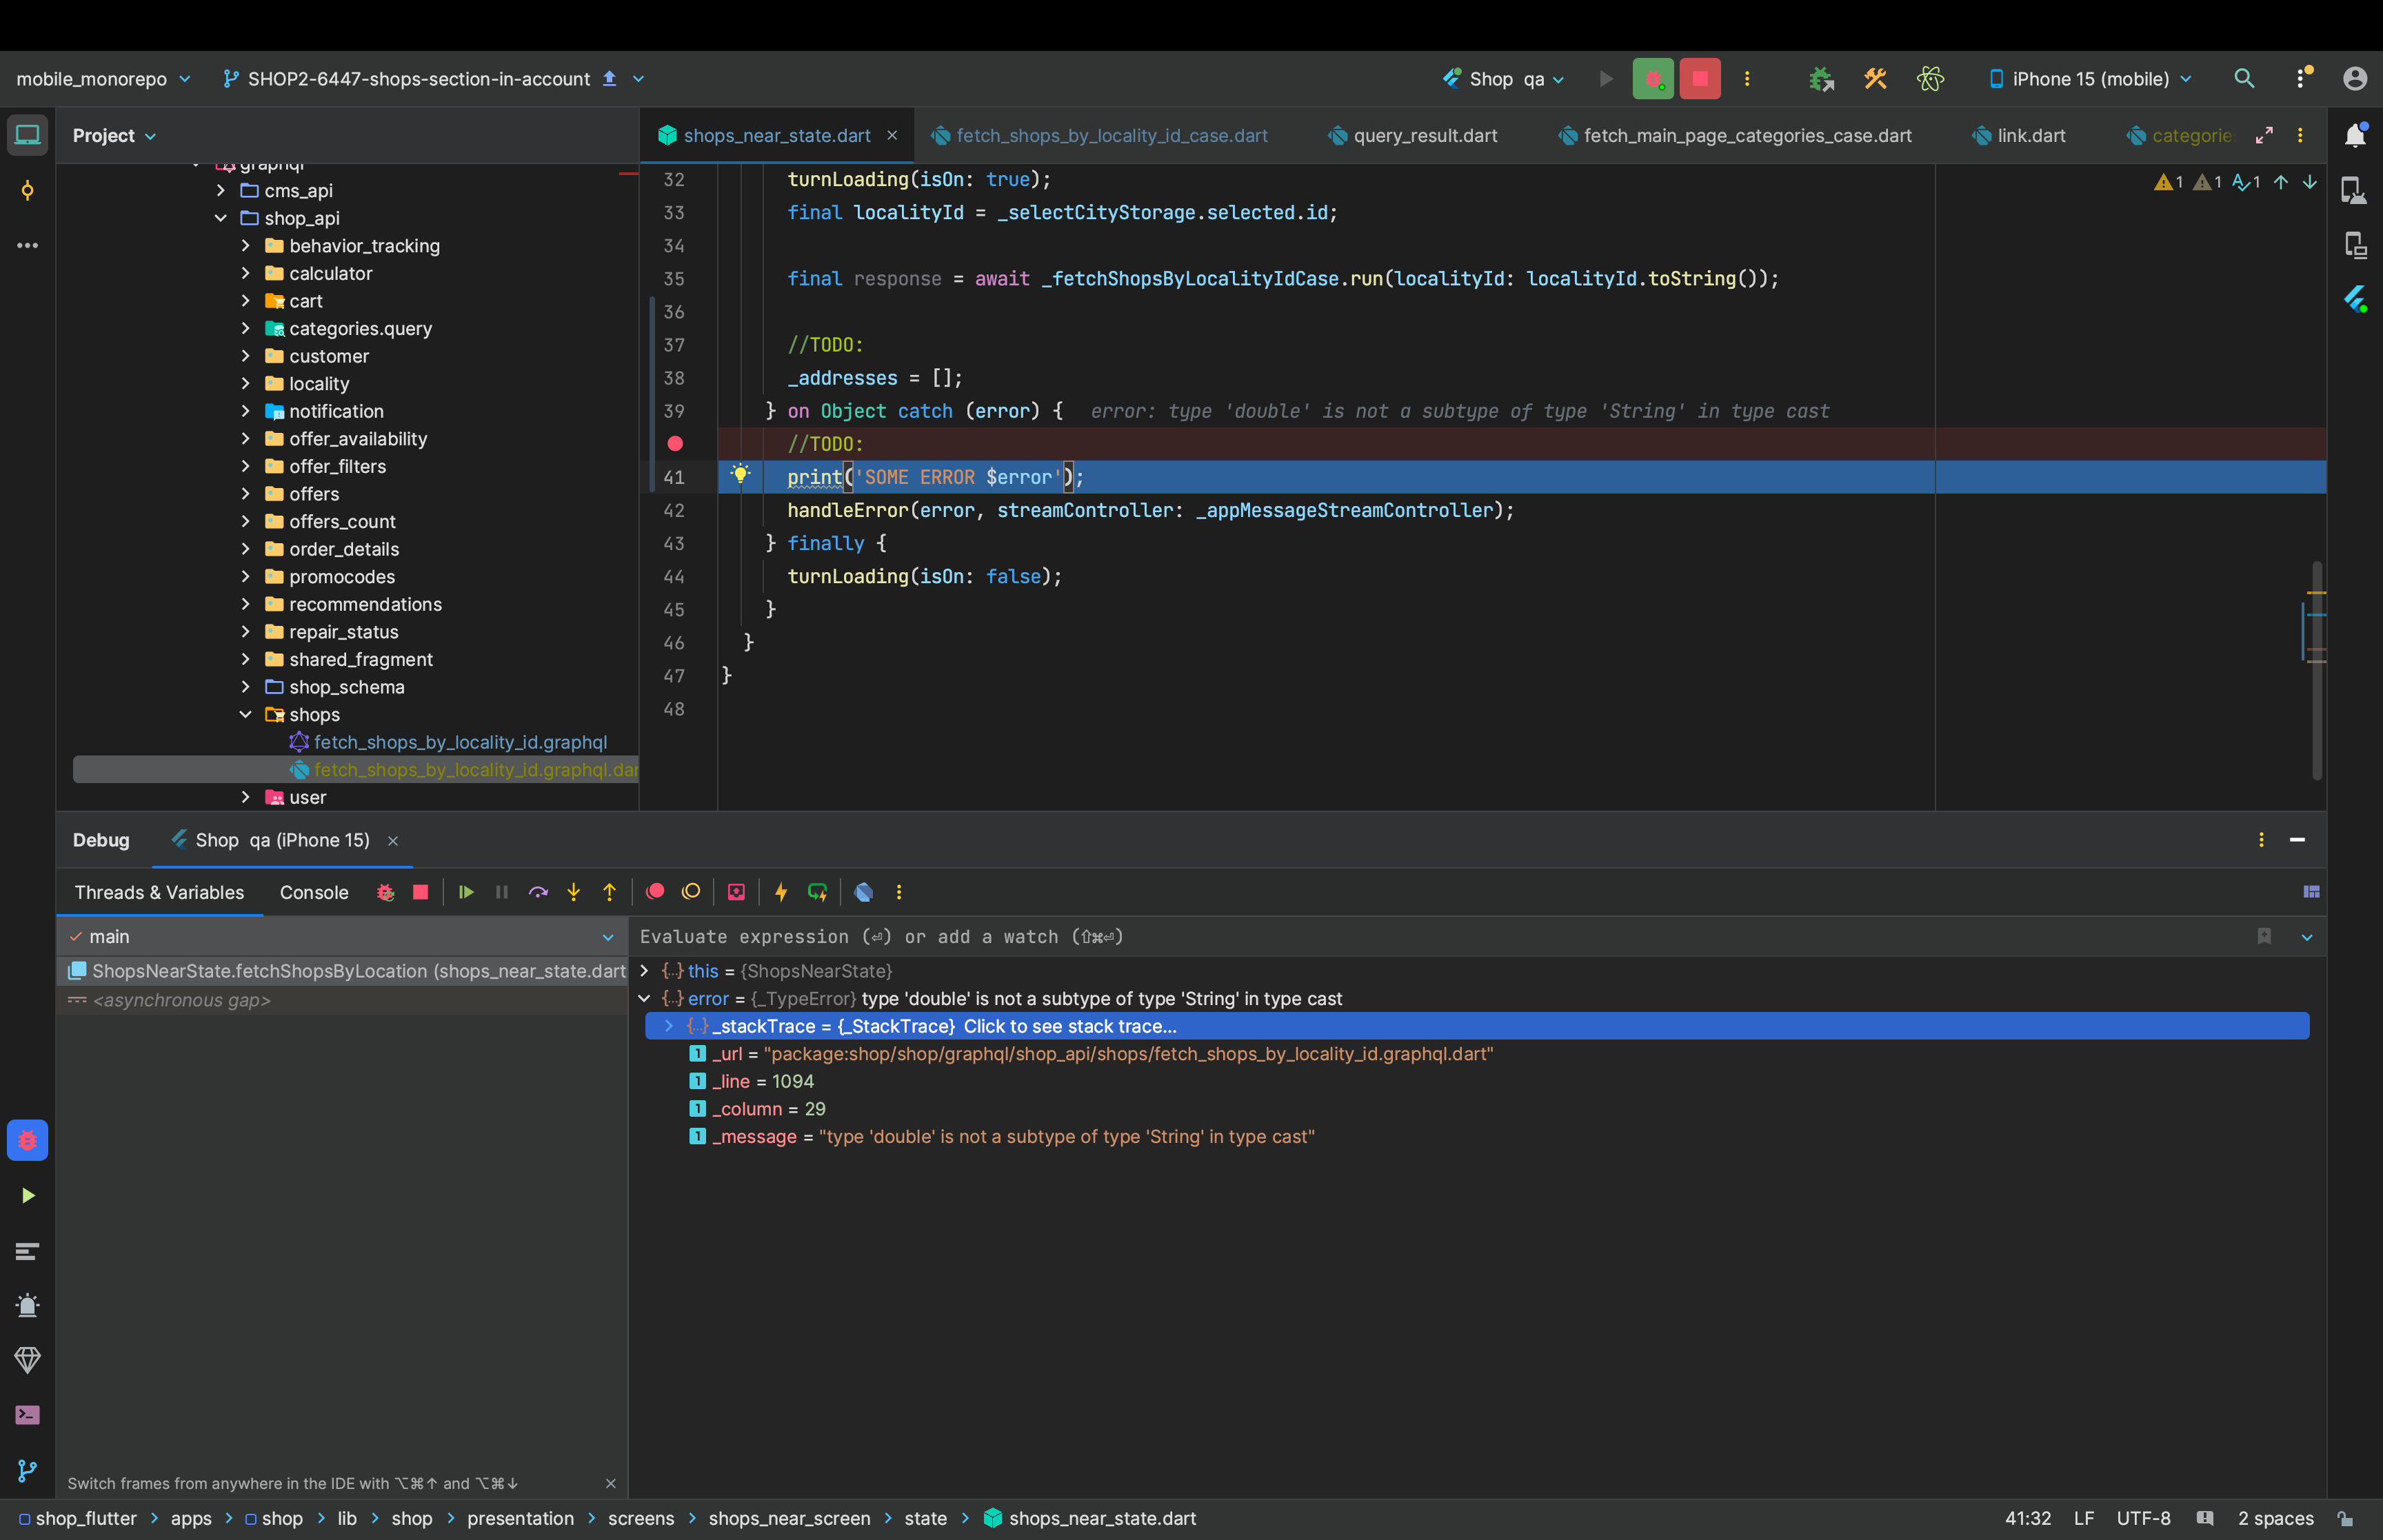 mobile_monorepo SHOP2-6447-shops-section-in-account Shop qa iPhone 15 (mobile)
Project
shops_near_state.dart fetch_shops_by_locality_id_case.dart query_result.dart fetch_main_page_categories_case.dart link.dart categorie
graphql
cms_api
shop_api
behavior_tracking
calculator
cart
categories.query
customer
locality
notification
offer_availability
offer_filters
offers
offers_count
order_details
promocodes
recommendations
repair_status
shared_fragment
shop_schema
shops
fetch_shops_by_locality_id.graphql
fetch_shops_by_locality_id.graphql.dar
user
1 1 1
32 turnLoading(isOn: true);
33 final localityId = _selectCityStorage.selected.id;
34
35 final response = await _fetchShopsByLocalityIdCase.run(localityId: localityId.toString());
36
37 //TODO:
38 _addresses = [];
39 } on Object catch (error) { error: type 'double' is not a subtype of type 'String' in type cast
//TODO:
41 print('SOME ERROR $error');
42 handleError(error, streamController: _appMessageStreamController);
43 } finally {
44 turnLoading(isOn: false);
45 }
46 }
47 }
48
Debug Shop qa (iPhone 15)
Threads & Variables Console
main
ShopsNearState.fetchShopsByLocation (shops_near_state.dart
<asynchronous gap>
Evaluate expression (⏎) or add a watch (⇧⌘⏎)
{..} this = {ShopsNearState}
{..} error = {_TypeError} type 'double' is not a subtype of type 'String' in type cast
{..} _stackTrace = {_StackTrace} Click to see stack trace...
1 _url = "package:shop/shop/graphql/shop_api/shops/fetch_shops_by_locality_id.graphql.dart"
1 _line = 1094
1 _column = 29
1 _message = "type 'double' is not a subtype of type 'String' in type cast"
Switch frames from anywhere in the IDE with ⌥⌘↑ and ⌥⌘↓
shop_flutter > apps > shop > lib > shop > presentation > screens > shops_near_screen > state > shops_near_state.dart 41:32 LF UTF-8 2 spaces